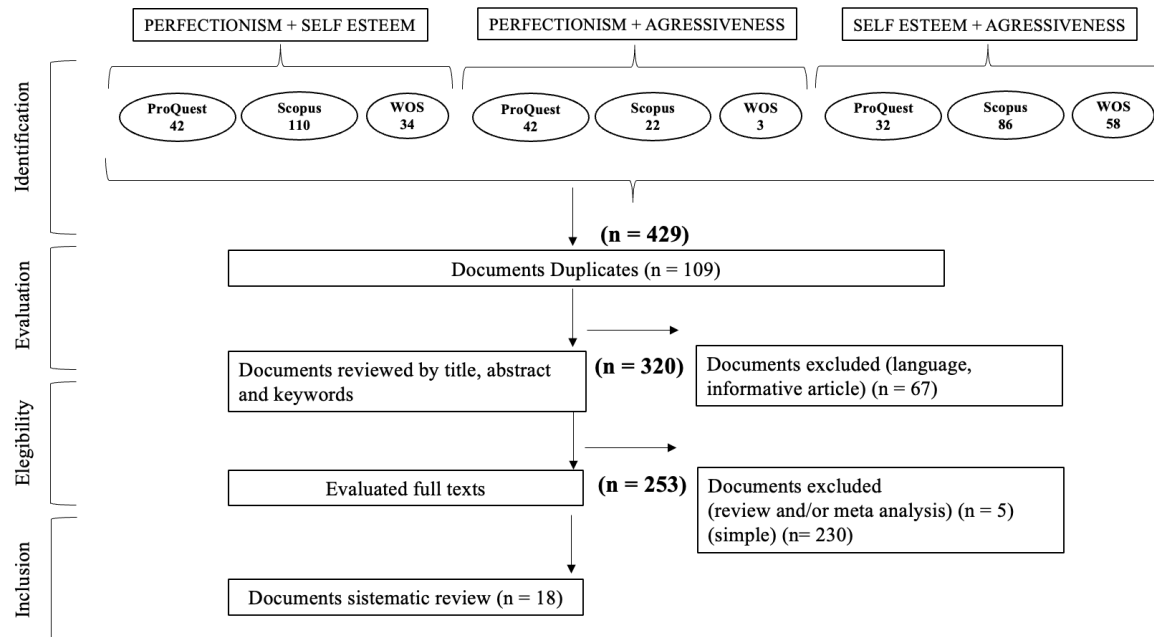 PERFECTIONISM + SELF ESTEEM
PERFECTIONISM + AGRESSIVENESS
SELF ESTEEM + AGRESSIVENESS
Identification
ProQuest
42
Scopus
110
WOS
34
ProQuest
42
Scopus
22
WOS
3
ProQuest
32
Scopus
86
WOS
58
(n = 429)
Evaluation
Documents Duplicates (n = 109)
Documents reviewed by title, abstract
and keywords
(n = 320)
Documents excluded (language,
informative article) (n = 67)
Elegibility
Evaluated full texts
(n = 253)
Documents excluded
(review and/or meta analysis) (n = 5)
(simple) (n= 230)
Inclusion
Documents sistematic review (n = 18)